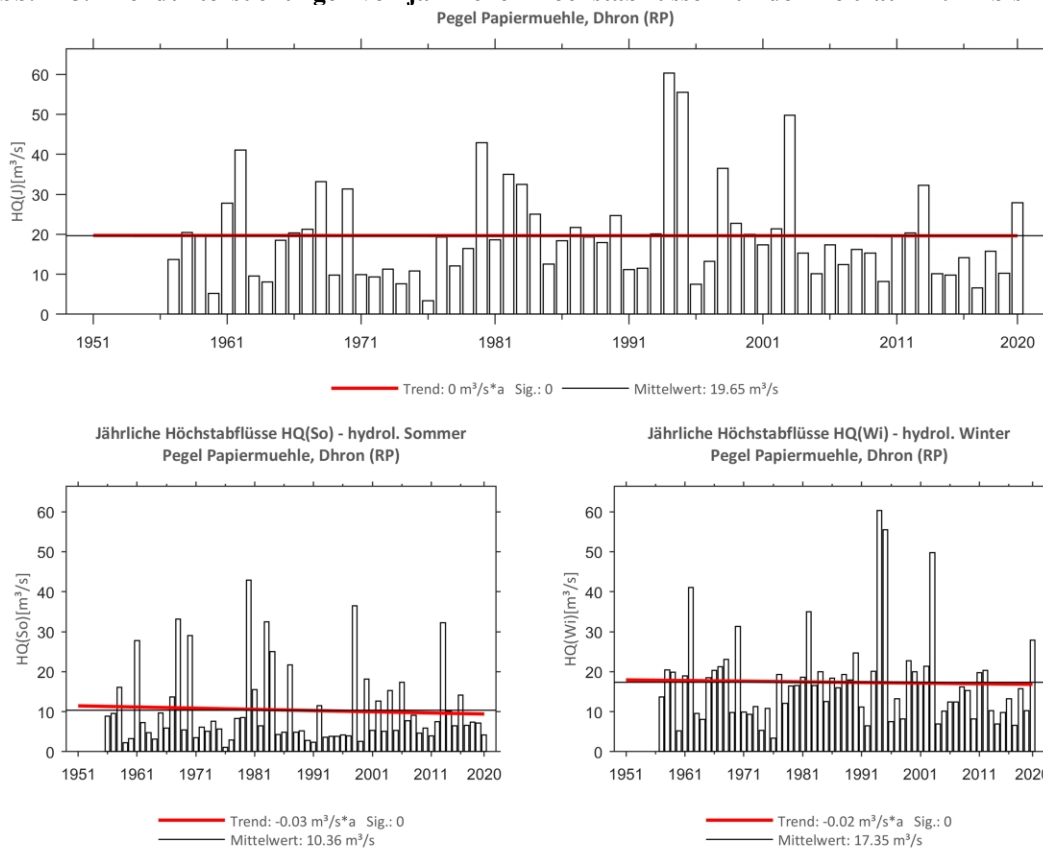 Pegel Papiermuehle, Dhron (RP)
HQ(J)[m³/s]
60
50
40
30
20
10
0
1951 1961 1971 1981 1991 2001 2011 2020
Trend: 0 m³/s*a Sig.: 0 Mittelwert: 19.65 m³/s
Jährliche Höchstabflüsse HQ(So) - hydrol. Sommer
Pegel Papiermuehle, Dhron (RP)
HQ(So)[m³/s]
60
50
40
30
20
10
0
1951 1961 1971 1981 1991 2001 2011 2020
Trend: -0.03 m³/s*a Sig.: 0
Mittelwert: 10.36 m³/s
Jährliche Höchstabflüsse HQ(Wi) - hydrol. Winter
Pegel Papiermuehle, Dhron (RP)
HQ(Wi)[m³/s]
60
50
40
30
20
10
0
1951 1961 1971 1981 1991 2001 2011 2020
Trend: -0.02 m³/s*a Sig.: 0
Mittelwert: 17.35 m³/s